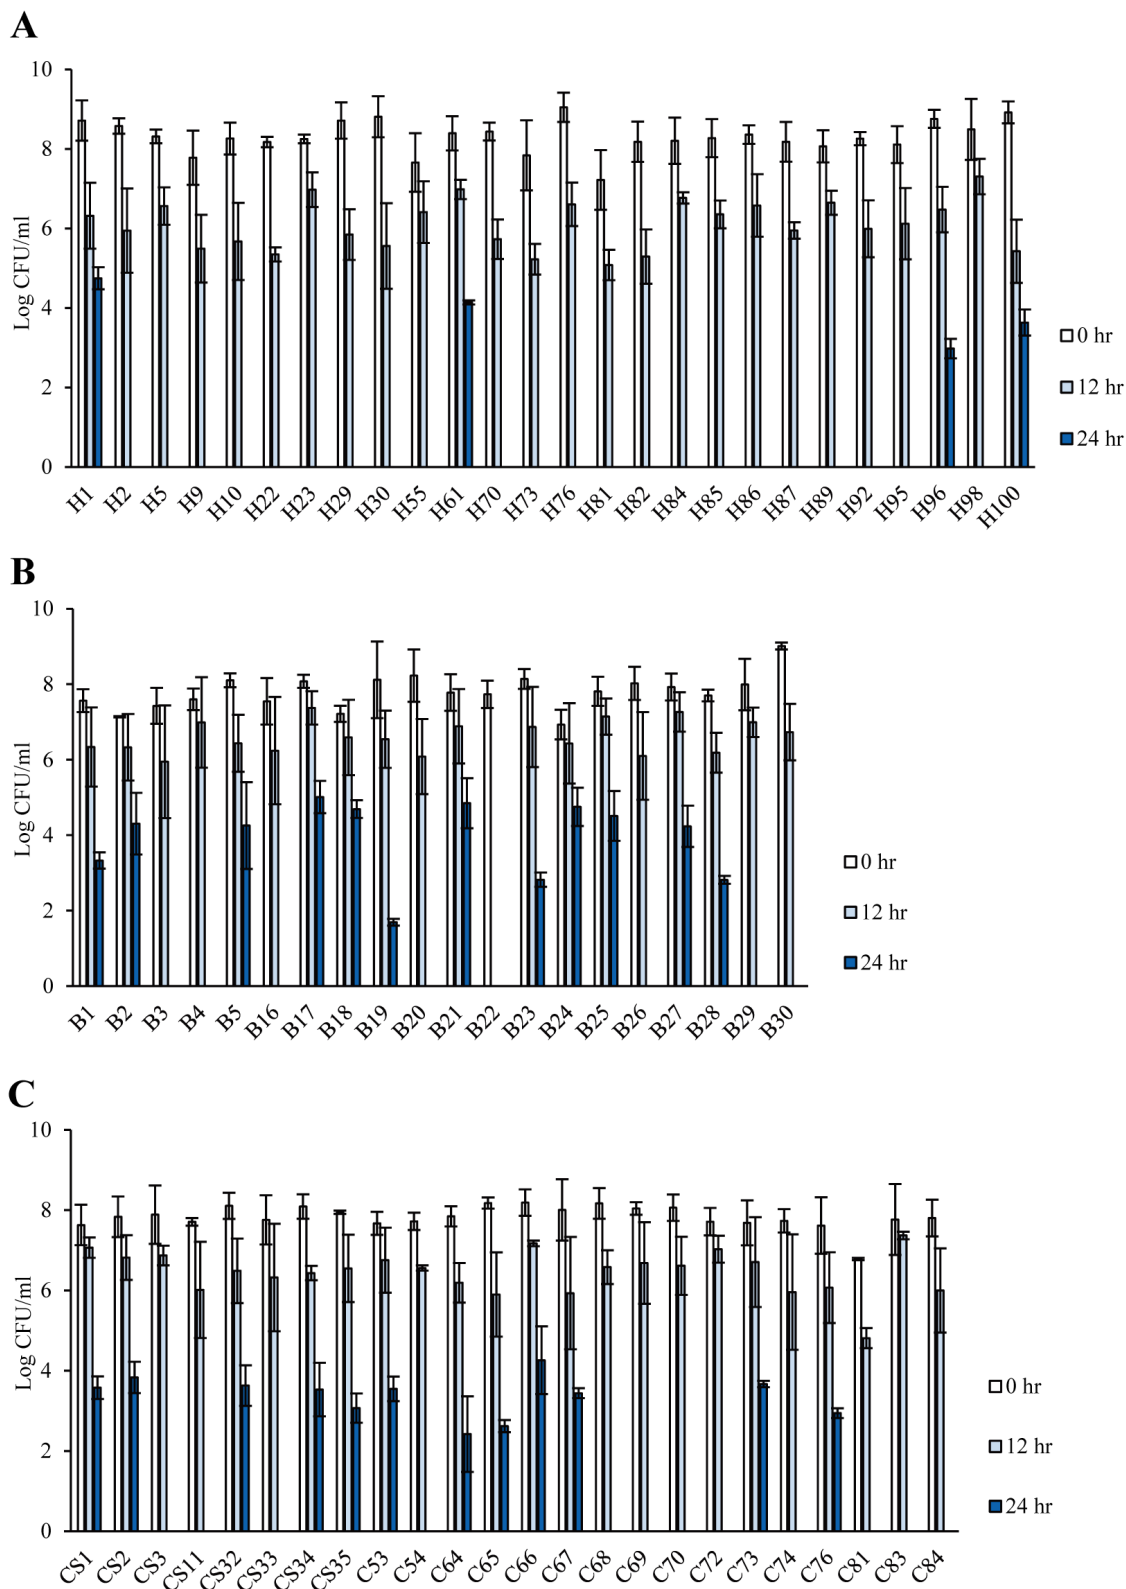 A
10
8
6
4
2
0
Log CFU/ml
0 hr
12 hr
24 hr
H1 H2 H5 H9 H10 H22 H23 H29 H30 H55 H61 H70 H73 H76 H81 H82 H84 H85 H86 H87 H89 H92 H95 H96 H98 H100
B
10
8
6
4
2
0
Log CFU/ml
0 hr
12 hr
24 hr
B1 B2 B3 B4 B5 B16 B17 B18 B19 B20 B21 B22 B23 B24 B25 B26 B27 B28 B29 B30
C
10
8
6
4
2
0
Log CFU/ml
0 hr
12 hr
24 hr
CS1 CS2 CS3 CS11 CS32 CS33 CS34 CS35 C53 C54 C64 C65 C66 C67 C68 C69 C70 C72 C73 C74 C76 C81 C83 C84